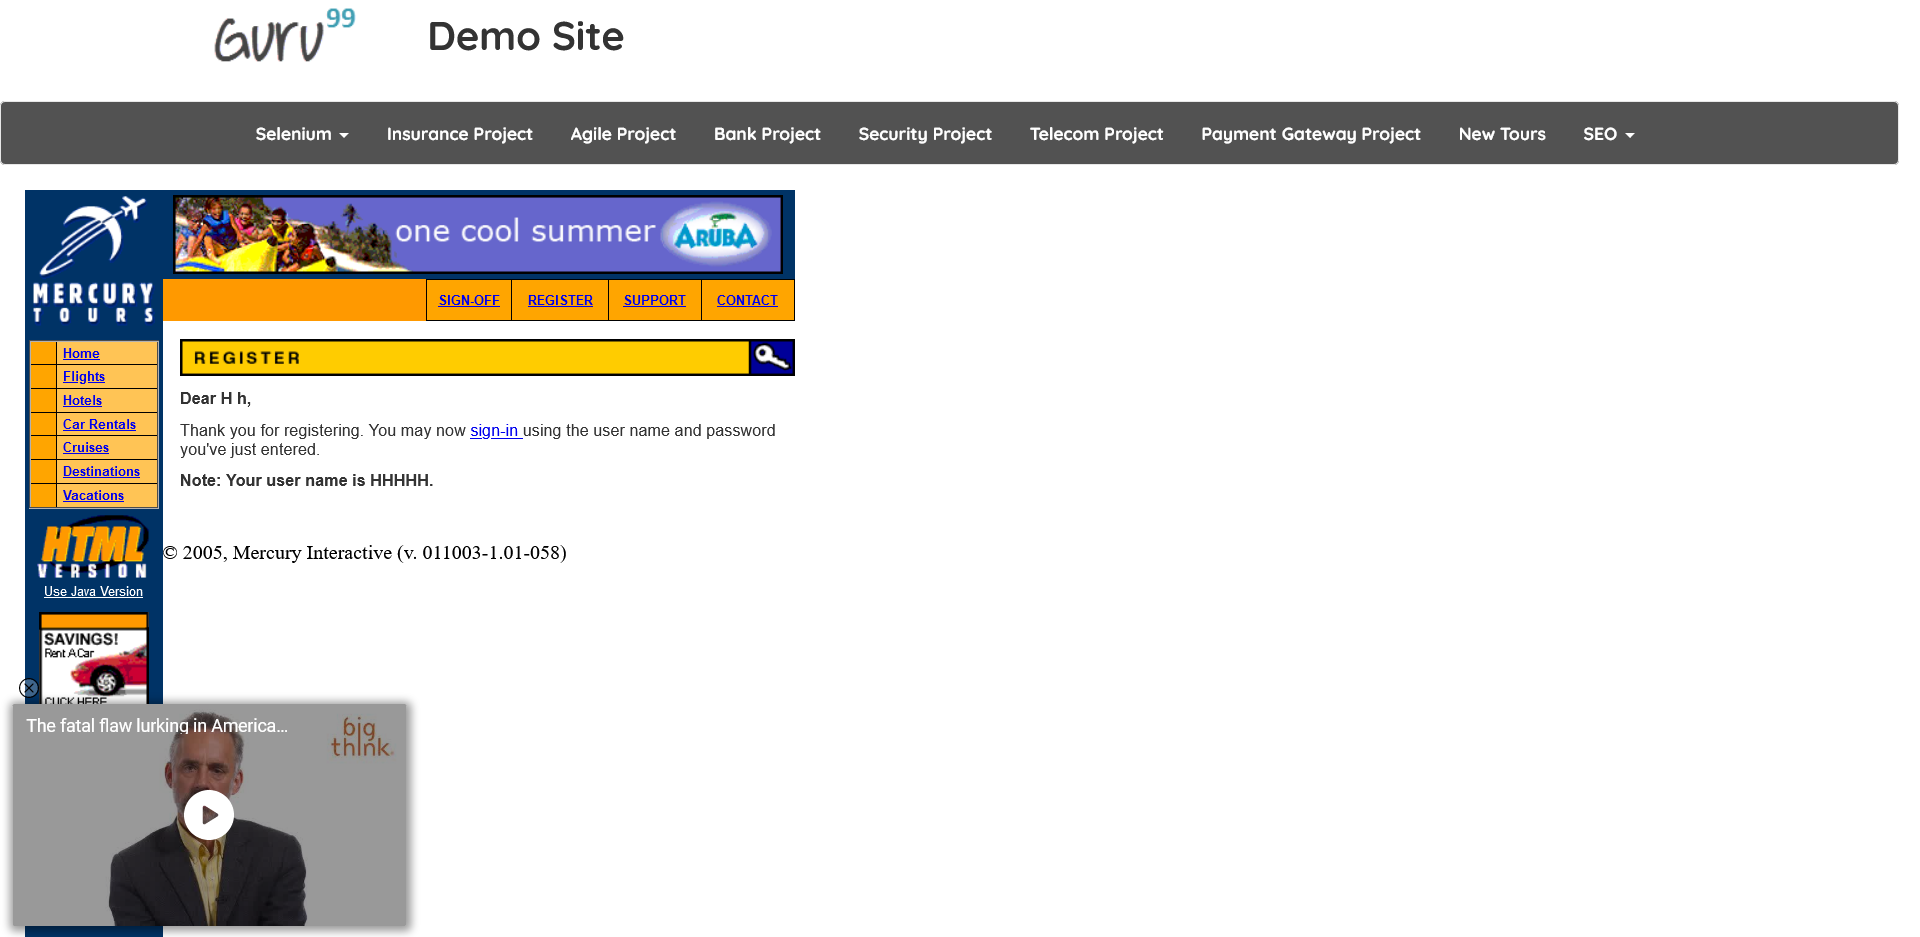 Guru99
Demo Site
Selenium
Insurance Project
Agile Project
Bank Project
Security Project
Telecom Project
Payment Gateway Project
New Tours
SEO
one cool summer
ARUBA
MERCURY
TOURS
SIGN-OFF
REGISTER
SUPPORT
CONTACT
Home
Flights
Hotels
Car Rentals
Cruises
Destinations
Vacations
REGISTER
Dear H h,
Thank you for registering. You may now sign-in using the user name and password
you've just entered.
Note: Your user name is HHHHH.
© 2005, Mercury Interactive (v. 011003-1.01-058)
HTML
VERSION
Use Java Version
SAVINGS!
Rent A Car
CLICK HERE
The fatal flaw lurking in America...
big
think